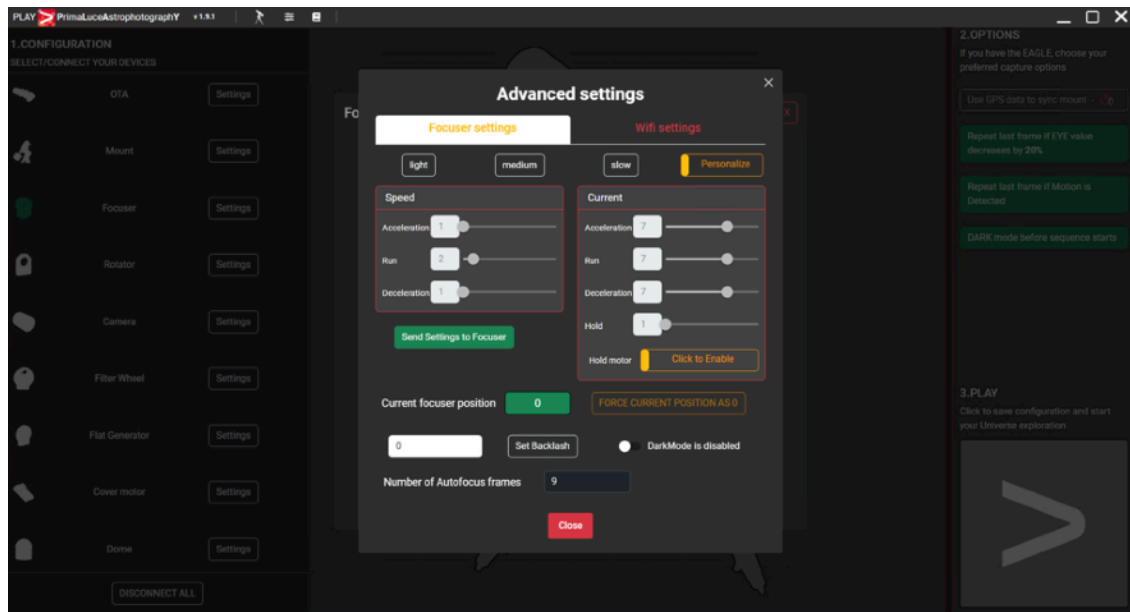 PLAY PrimaLuceAstrophotographY v1.9.1
1.CONFIGURATION
SELECT/CONNECT YOUR DEVICES
OTA Settings
Mount Settings
Focuser Settings
Rotator Settings
Camera Settings
Filter Wheel Settings
Flat Generator Settings
Cover motor Settings
Dome Settings
DISCONNECT ALL
Fo
X
Advanced settings
Focuser settings Wifi settings
light medium slow Personalize
Speed
Acceleration 1
Run 2
Deceleration 1
Send Settings to Focuser
Current
Acceleration 7
Run 7
Deceleration 7
Hold 1
Hold motor Click to Enable
Current focuser position 0 FORCE CURRENT POSITION AS 0
0 Set Backlash DarkMode is disabled
Number of Autofocus frames 9
Close
2.OPTIONS
If you have the EAGLE, choose your
preferred capture options
Use GPS data to sync mount -
Repeat last frame if EYE value
decreases by 20%
Repeat last frame if Motion is
Detected
DARK mode before sequence starts
3.PLAY
Click to save configuration and start
your Universe exploration